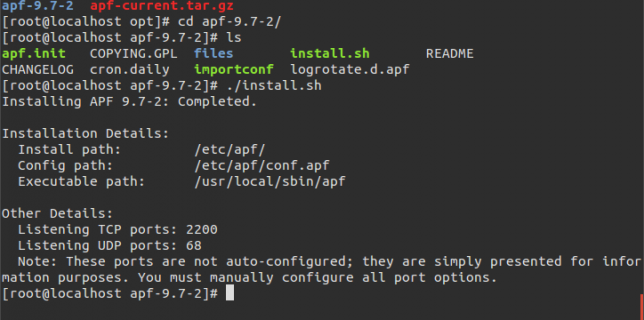 apf-9.7-2  apf-current.tar.gz
[root@localhost opt]# cd apf-9.7-2/
[root@localhost apf-9.7-2]# ls
apf.init   COPYING.GPL  files       install.sh       README
CHANGELOG  cron.daily   importconf  logrotate.d.apf
[root@localhost apf-9.7-2]# ./install.sh
Installing APF 9.7-2: Completed.

Installation Details:
  Install path:         /etc/apf/
  Config path:          /etc/apf/conf.apf
  Executable path:      /usr/local/sbin/apf

Other Details:
  Listening TCP ports: 2200
  Listening UDP ports: 68
  Note: These ports are not auto-configured; they are simply presented for infor
mation purposes. You must manually configure all port options.
[root@localhost apf-9.7-2]#